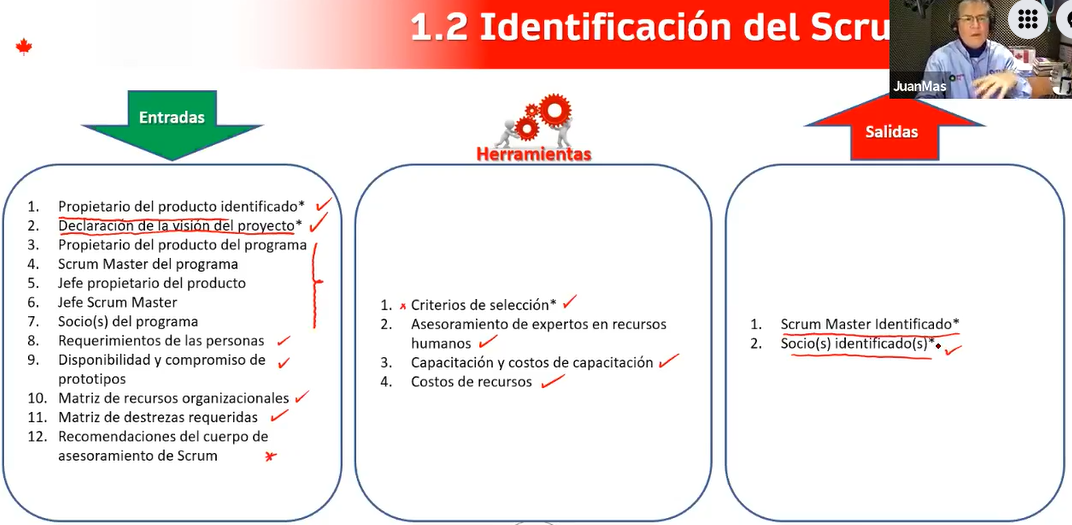 1.2 Identificación del Scru
JuanMas
Entradas
1. Propietario del producto identificado*
2. Declaración de la visión del proyecto*
3. Propietario del producto del programa
4. Scrum Master del programa
5. Jefe propietario del producto
6. Jefe Scrum Master
7. Socio(s) del programa
8. Requerimientos de las personas
9. Disponibilidad y compromiso de
prototipos
10. Matriz de recursos organizacionales
11. Matriz de destrezas requeridas
12. Recomendaciones del cuerpo de
asesoramiento de Scrum
Herramientas
1. Criterios de selección*
2. Asesoramiento de expertos en recursos
humanos
3. Capacitación y costos de capacitación
4. Costos de recursos
Salidas
1. Scrum Master Identificado*
2. Socio(s) identificado(s)*